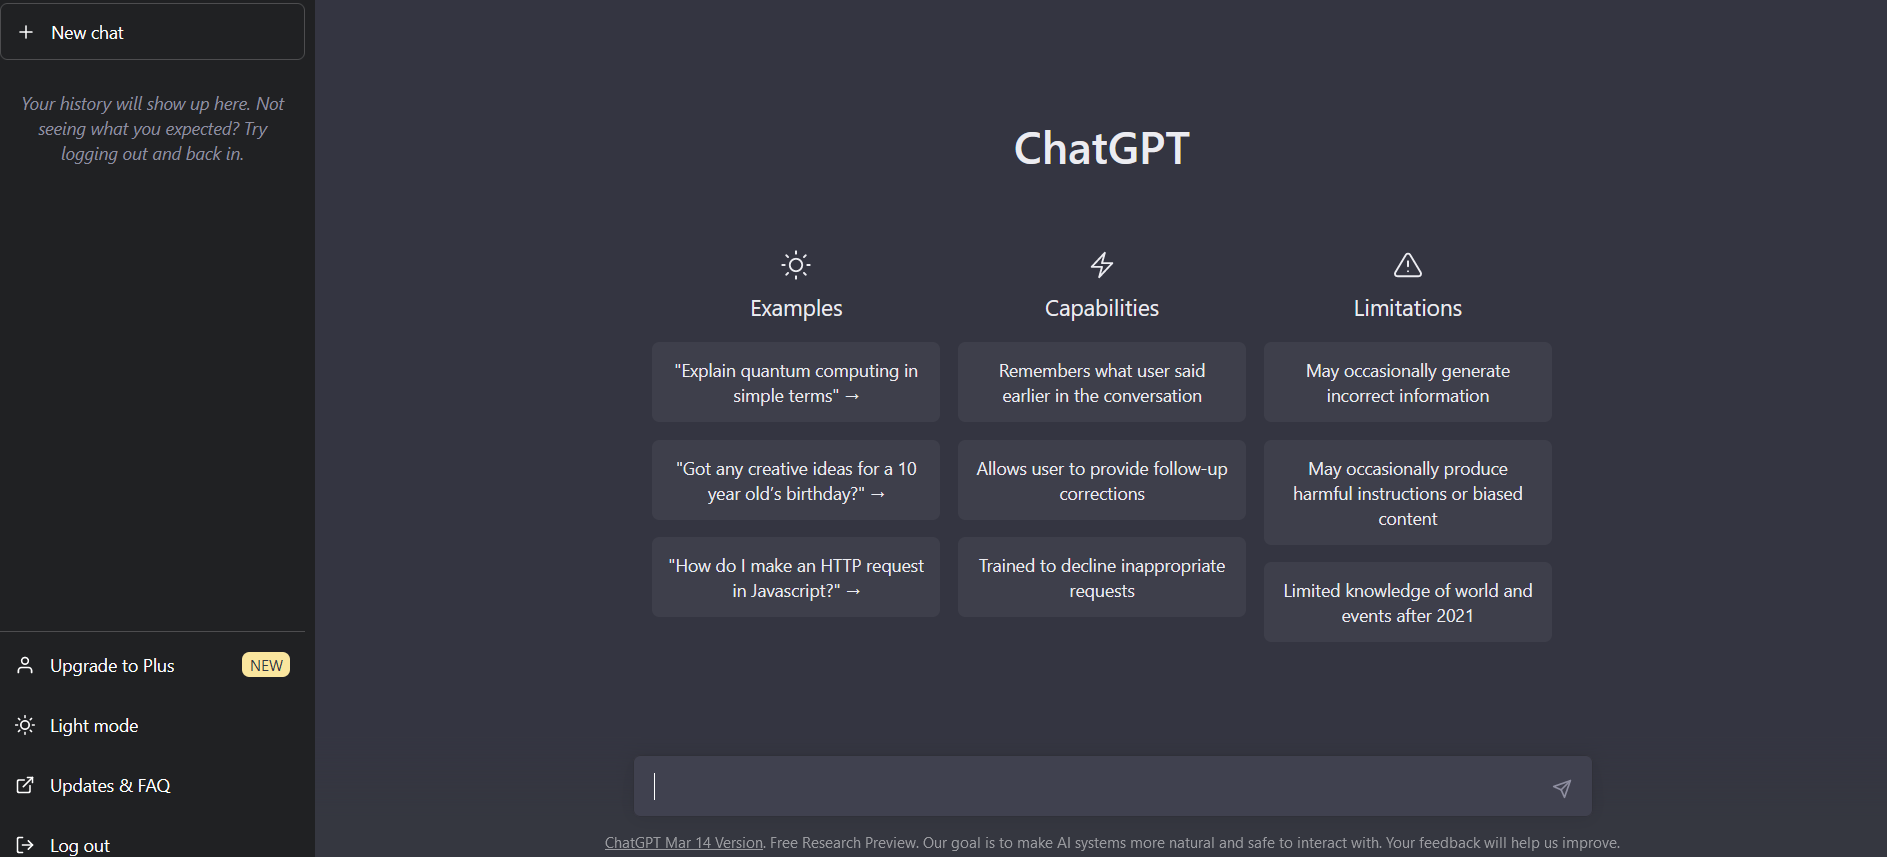 New chat
Your history will show up here. Not
seeing what you expected? Try
logging out and back in.
Upgrade to Plus
NEW
Light mode
Updates & FAQ
Log out
ChatGPT
Examples
"Explain quantum computing in
simple terms" →
"Got any creative ideas for a 10
year old’s birthday?" →
"How do I make an HTTP request
in Javascript?" →
Capabilities
Remembers what user said
earlier in the conversation
Allows user to provide follow-up
corrections
Trained to decline inappropriate
requests
Limitations
May occasionally generate
incorrect information
May occasionally produce
harmful instructions or biased
content
Limited knowledge of world and
events after 2021
ChatGPT Mar 14 Version. Free Research Preview. Our goal is to make AI systems more natural and safe to interact with. Your feedback will help us improve.